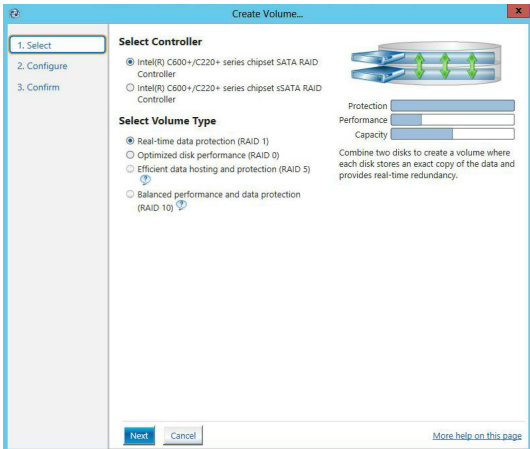 Create Volume...
x
1. Select
2. Configure
3. Confirm
Select Controller
Intel(R) C600+/C220+ series chipset SATA RAID
Controller
Intel(R) C600+/C220+ series chipset sSATA RAID
Controller
Select Volume Type
Real-time data protection (RAID 1)
Optimized disk performance (RAID 0)
Efficient data hosting and protection (RAID 5)
?
Balanced performance and data protection
(RAID 10) ?
Protection
Performance
Capacity
Combine two disks to create a volume where
each disk stores an exact copy of the data and
provides real-time redundancy.
Next
Cancel
More help on this page